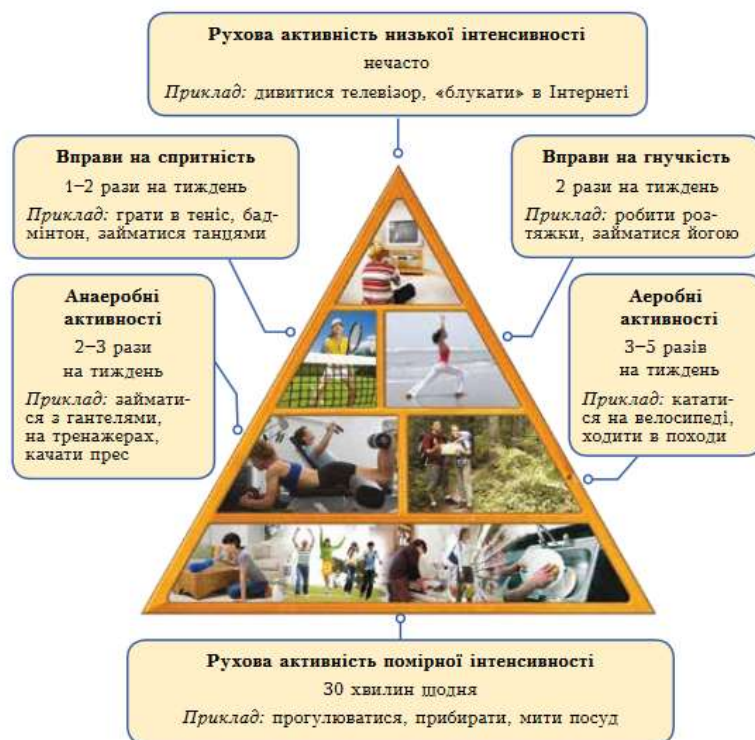 Рухова активність низької інтенсивності
нечасто
Приклад: дивитися телевізор, «блукати» в Інтернеті
Вправи на спритність
1–2 рази на тиждень
Приклад: грати в теніс, бад-
мінтон, займатися танцями
Вправи на гнучкість
2 рази на тиждень
Приклад: робити роз-
тяжки, займатися йогою
Анаеробні
активності
2–3 рази
на тиждень
Приклад: займати-
ся з гантелями,
на тренажерах,
качати прес
Аеробні
активності
3–5 разів
на тиждень
Приклад: ката­ти-
ся на велосипеді,
ходити в походи
Рухова активність помірної інтенсивності
30 хвилин щодня
Приклад: прогулюватися, прибирати, мити посуд